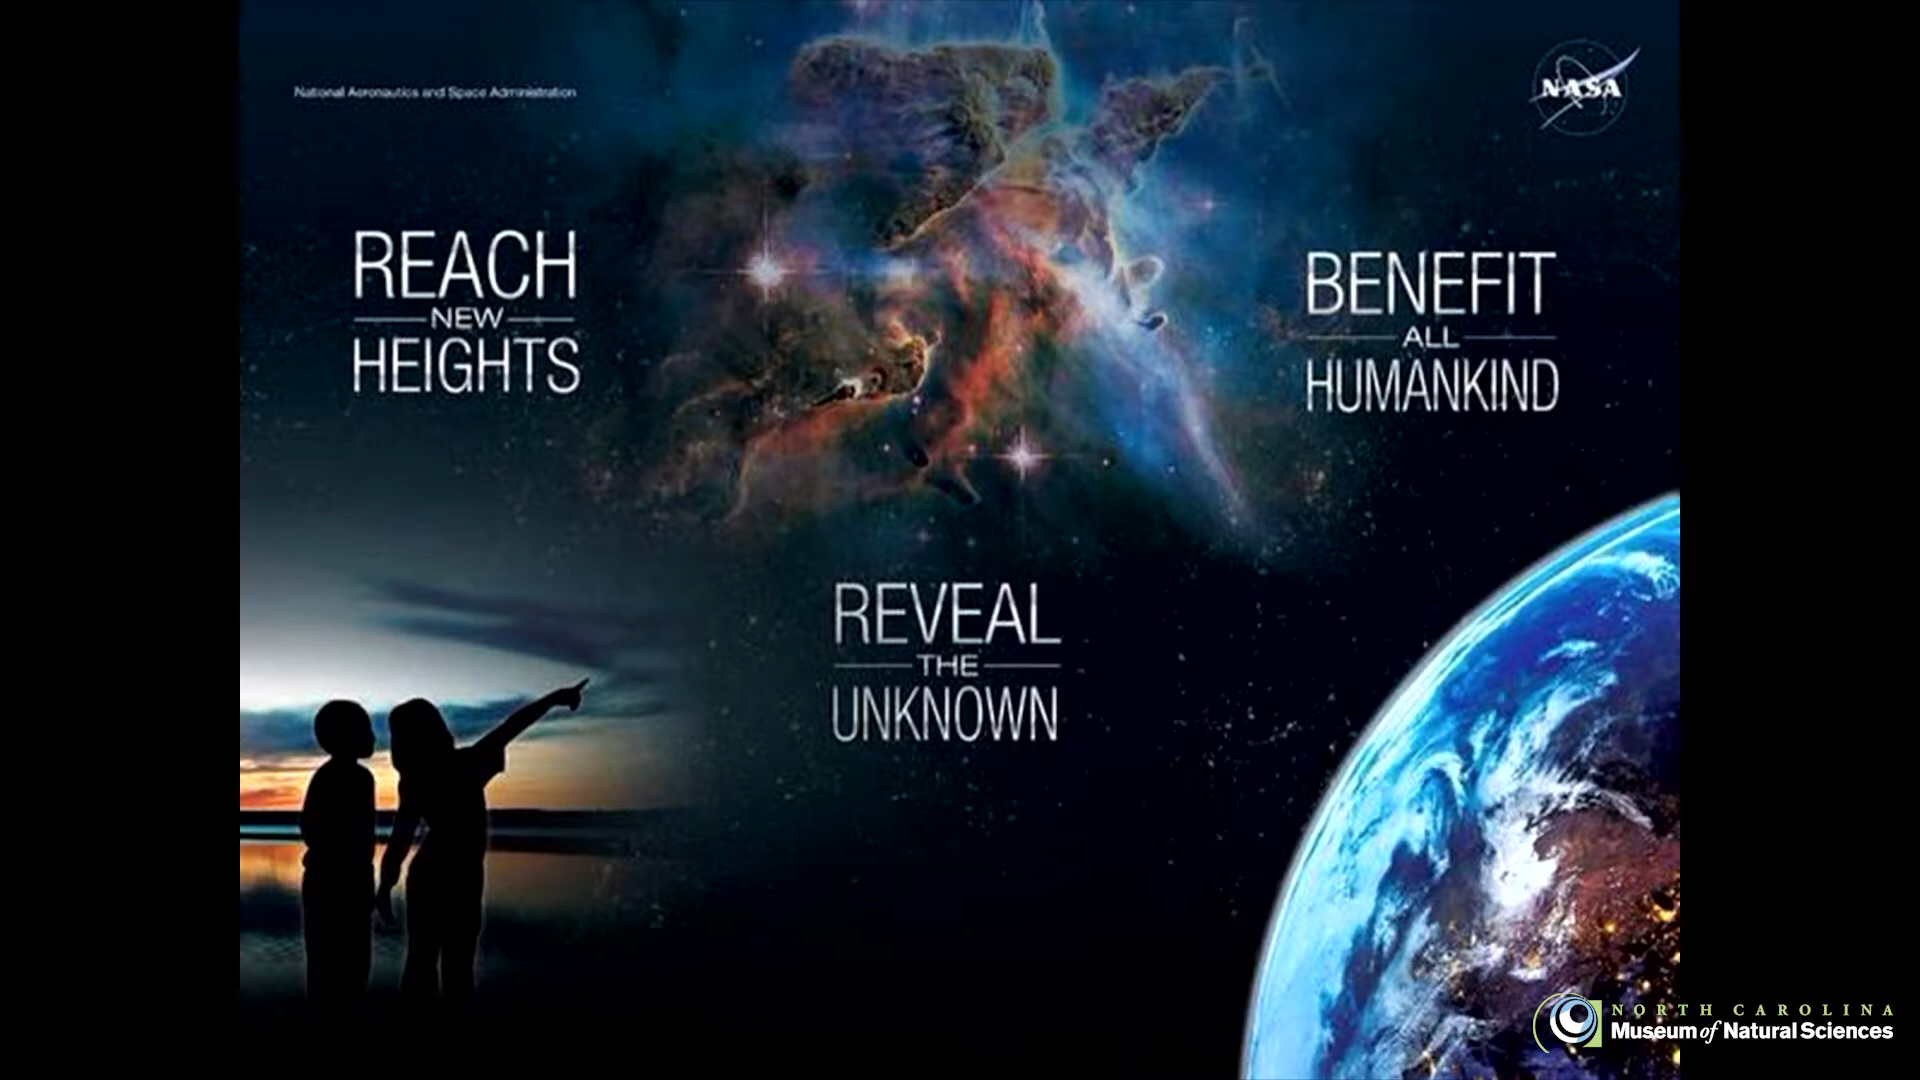 National Aeronautics and Space Administration
NASA
REACH
NEW
HEIGHTS
BENEFIT
ALL
HUMANKIND
REVEAL
THE
UNKNOWN
NORTH CAROLINA
Museum of Natural Sciences